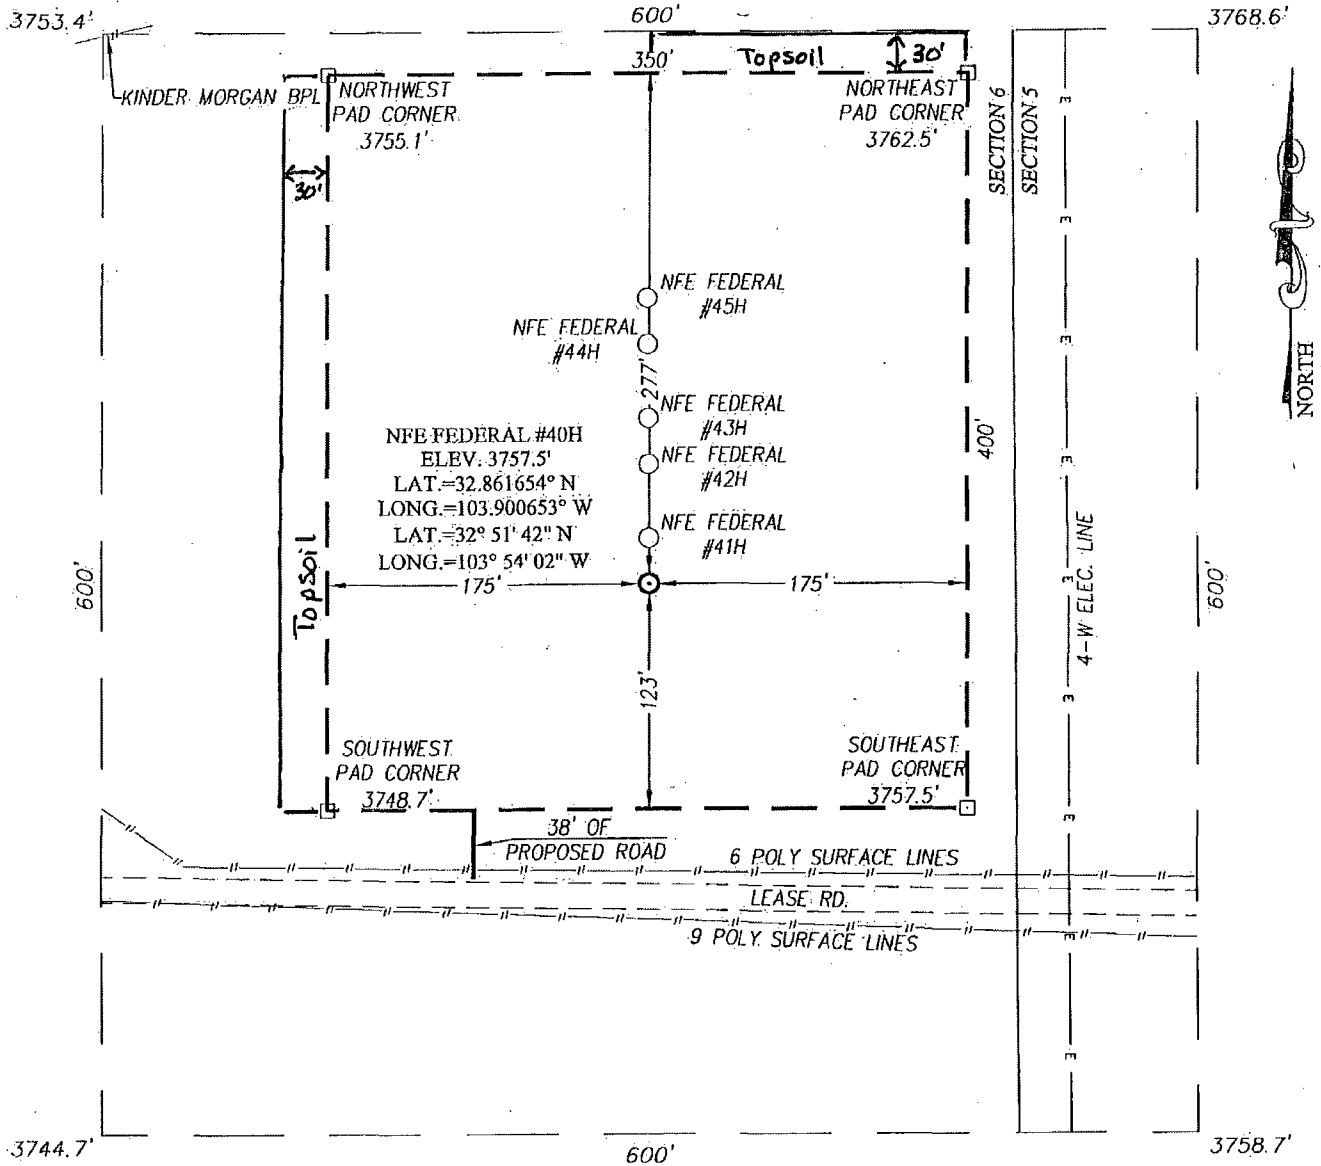 3753.4'
600'
3768.6'
350'
Topsoil
30'
KINDER MORGAN BPL
NORTHWEST
PAD CORNER
3755.1'
NORTHEAST
PAD CORNER
3762.5'
SECTION 6
SECTION 5
30'
NORTH
NFE FEDERAL
#45H
NFE FEDERAL
#44H
277'
NFE FEDERAL
#43H
NFE FEDERAL
#42H
NFE FEDERAL
#41H
400'
NFE FEDERAL #40H
ELEV. 3757.5'
LAT.=32.861654° N
LONG.=103.900653° W
LAT.=32° 51' 42" N
LONG.=103° 54' 02" W
175'
175'
Topsoil
600'
4-W ELEC. LINE
E
E
E
E
E
E
E
E
E
600'
123'
SOUTHWEST
PAD CORNER
3748.7'
SOUTHEAST
PAD CORNER
3757.5'
38' OF
PROPOSED ROAD
6 POLY SURFACE LINES
LEASE RD.
9 POLY SURFACE LINES
3744.7'
600'
3758.7'